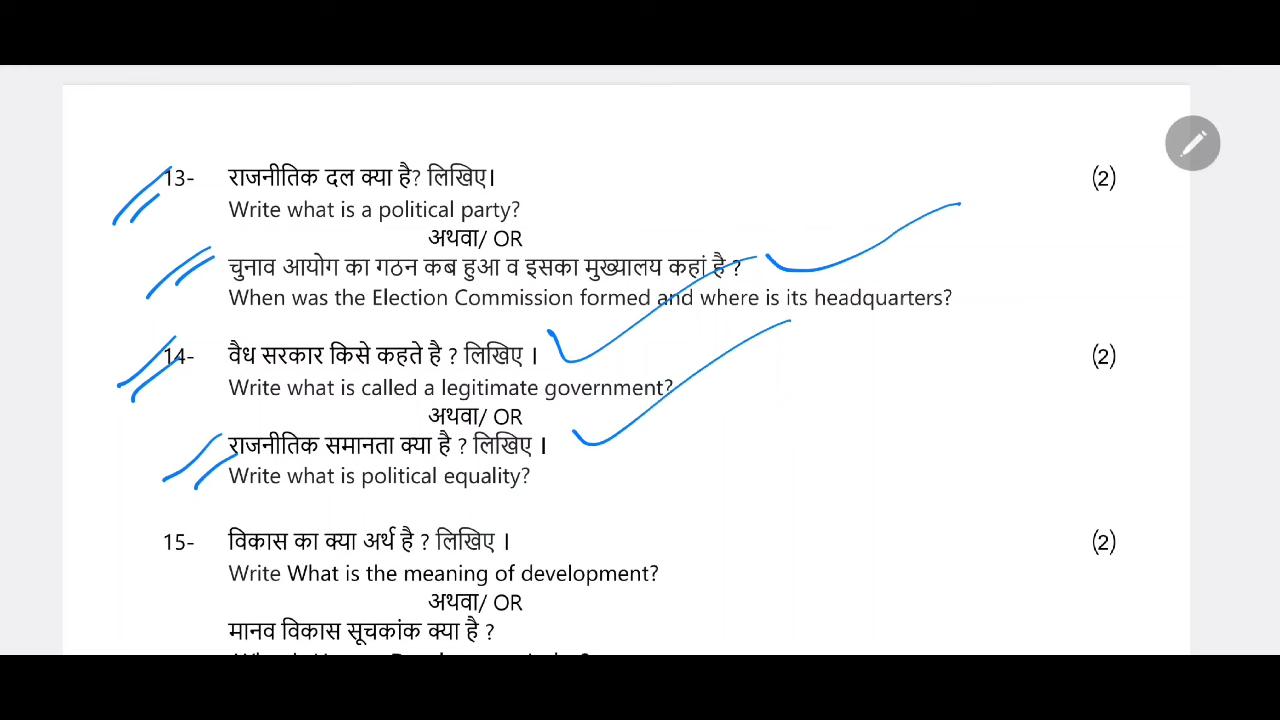 13- राजनीतिक दल क्या है? लिखिए। (2)
Write what is a political party?
अथवा/ OR
चुनाव आयोग का गठन कब हुआ व इसका मुख्यालय कहां है ?
When was the Election Commission formed and where is its headquarters?
14- वैध सरकार किसे कहते है ? लिखिए । (2)
Write what is called a legitimate government?
अथवा/ OR
राजनीतिक समानता क्या है ? लिखिए ।
Write what is political equality?
15- विकास का क्या अर्थ है ? लिखिए । (2)
Write What is the meaning of development?
अथवा/ OR
मानव विकास सूचकांक क्या है ?